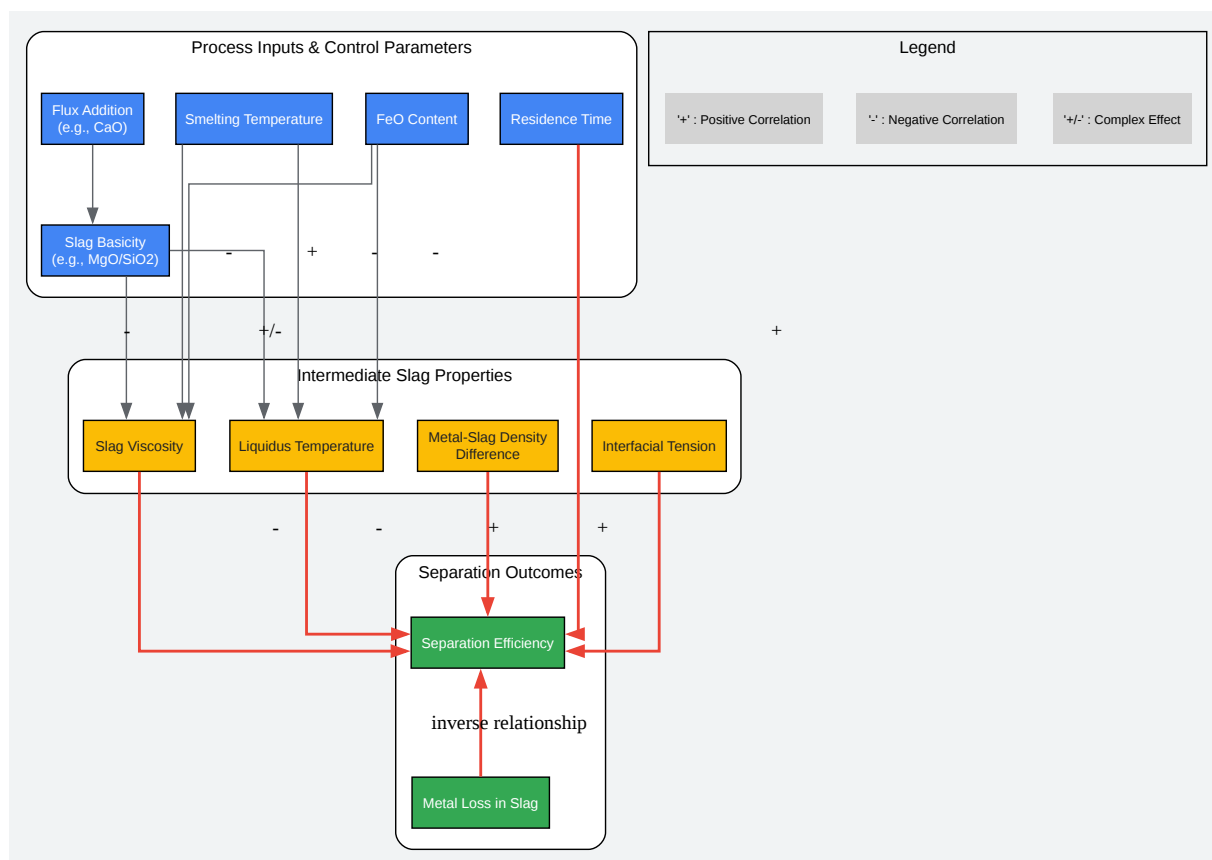 Process Inputs & Control Parameters
Legend
Flux Addition
(e.g., CaO)
Smelting Temperature
FeO Content
Residence Time
'+' : Positive Correlation
'-' : Negative Correlation
'+/-' : Complex Effect
Slag Basicity
(e.g., MgO/SiO2)
-
+
-
-
-
+/-
+
Intermediate Slag Properties
Slag Viscosity
Liquidus Temperature
Metal-Slag Density
Difference
Interfacial Tension
-
-
+
+
Separation Outcomes
Separation Efficiency
inverse relationship
Metal Loss in Slag